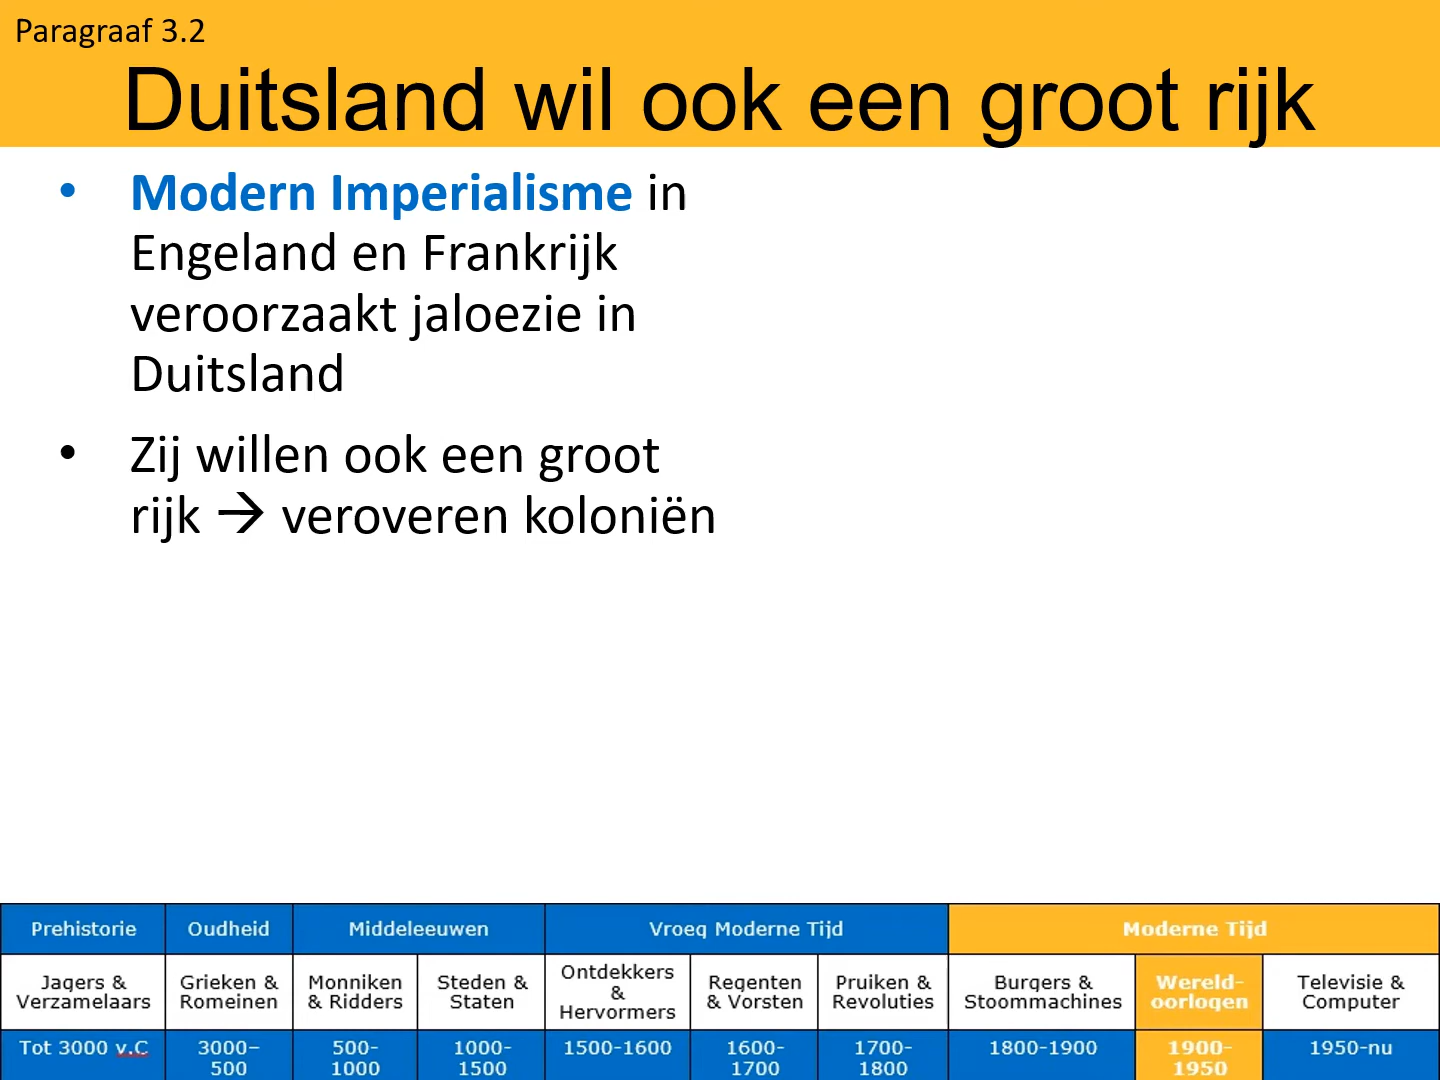 Paragraaf 3.2
Duitsland wil ook een groot rijk
• Modern Imperialisme in
Engeland en Frankrijk
veroorzaakt jaloezie in
Duitsland
• Zij willen ook een groot
rijk → veroveren koloniën
Prehistorie Oudheid Middeleeuwen Vroeg Moderne Tijd Moderne Tijd
Jagers &
Verzamelaars
Grieken &
Romeinen
Monniken
& Ridders
Steden &
Staten
Ontdekkers
&
Hervormers
Regenten
& Vorsten
Pruiken &
Revoluties
Burgers &
Stoommachines
Wereld-
oorlogen
Televisie &
Computer
Tot 3000 v.C
3000–
500
500-
1000
1000-
1500
1500-1600
1600-
1700
1700-
1800
1800-1900
1900-
1950
1950-nu